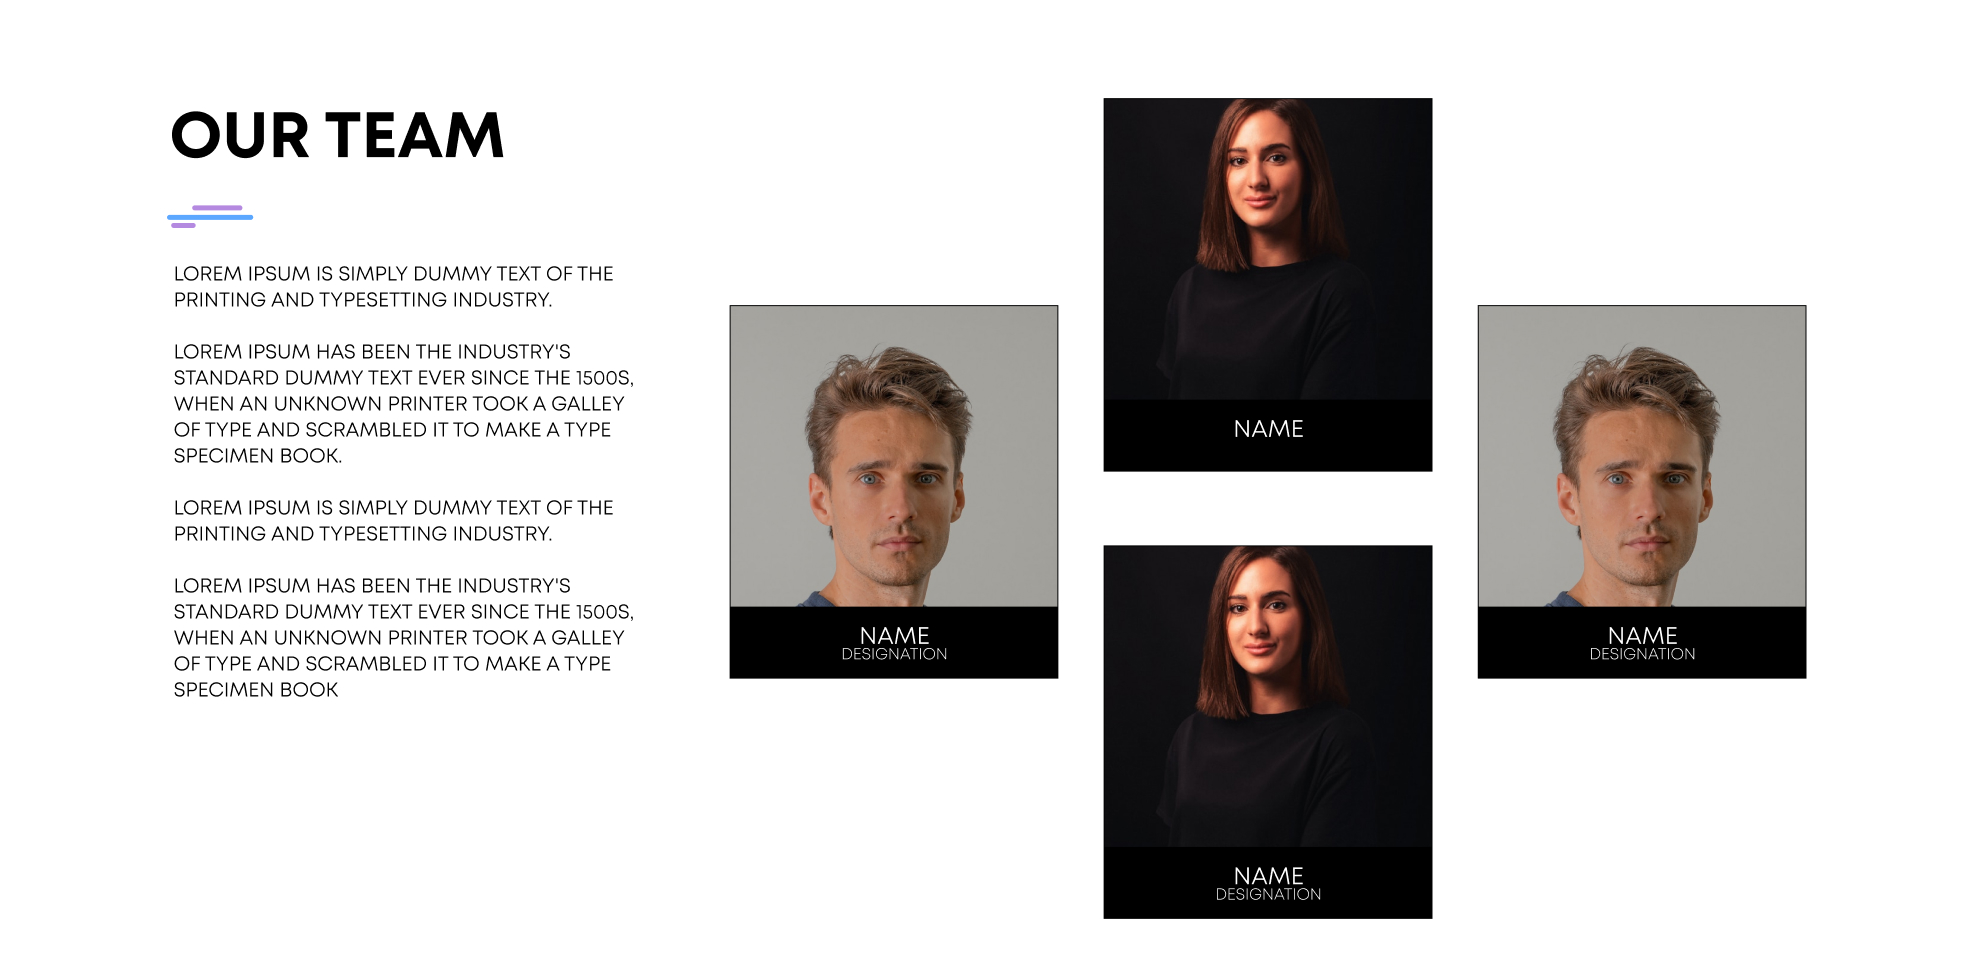 OUR TEAM
LOREM IPSUM IS SIMPLY DUMMY TEXT OF THE
PRINTING AND TYPESETTING INDUSTRY.
LOREM IPSUM HAS BEEN THE INDUSTRY'S
STANDARD DUMMY TEXT EVER SINCE THE 1500S,
WHEN AN UNKNOWN PRINTER TOOK A GALLEY
OF TYPE AND SCRAMBLED IT TO MAKE A TYPE
SPECIMEN BOOK.
LOREM IPSUM IS SIMPLY DUMMY TEXT OF THE
PRINTING AND TYPESETTING INDUSTRY.
LOREM IPSUM HAS BEEN THE INDUSTRY'S
STANDARD DUMMY TEXT EVER SINCE THE 1500S,
WHEN AN UNKNOWN PRINTER TOOK A GALLEY
OF TYPE AND SCRAMBLED IT TO MAKE A TYPE
SPECIMEN BOOK
NAME
DESIGNATION
NAME
NAME
DESIGNATION
NAME
DESIGNATION